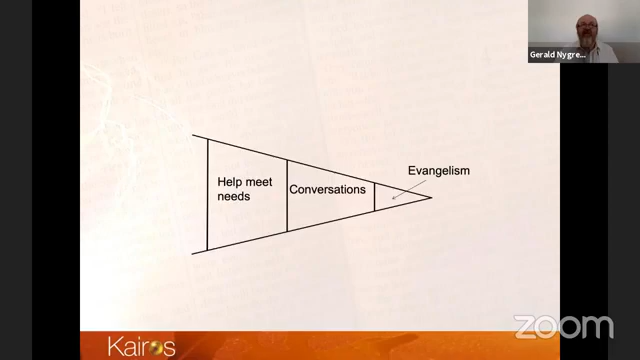 Gerald Nygre...
Evangelism
Help meet
needs
Conversations
zoom
Kairos